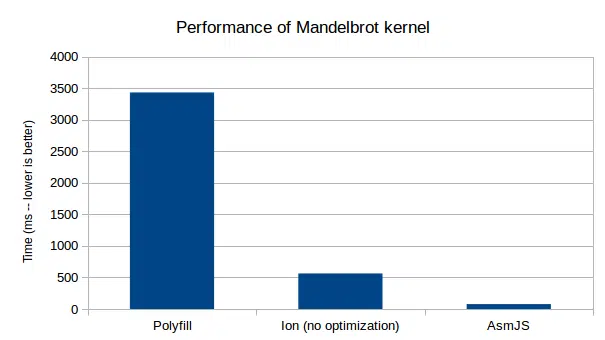 Performance of Mandelbrot kernel
Time (ms -- lower is better)
4000
3500
3000
2500
2000
1500
1000
500
0
Polyfill
Ion (no optimization)
AsmJS